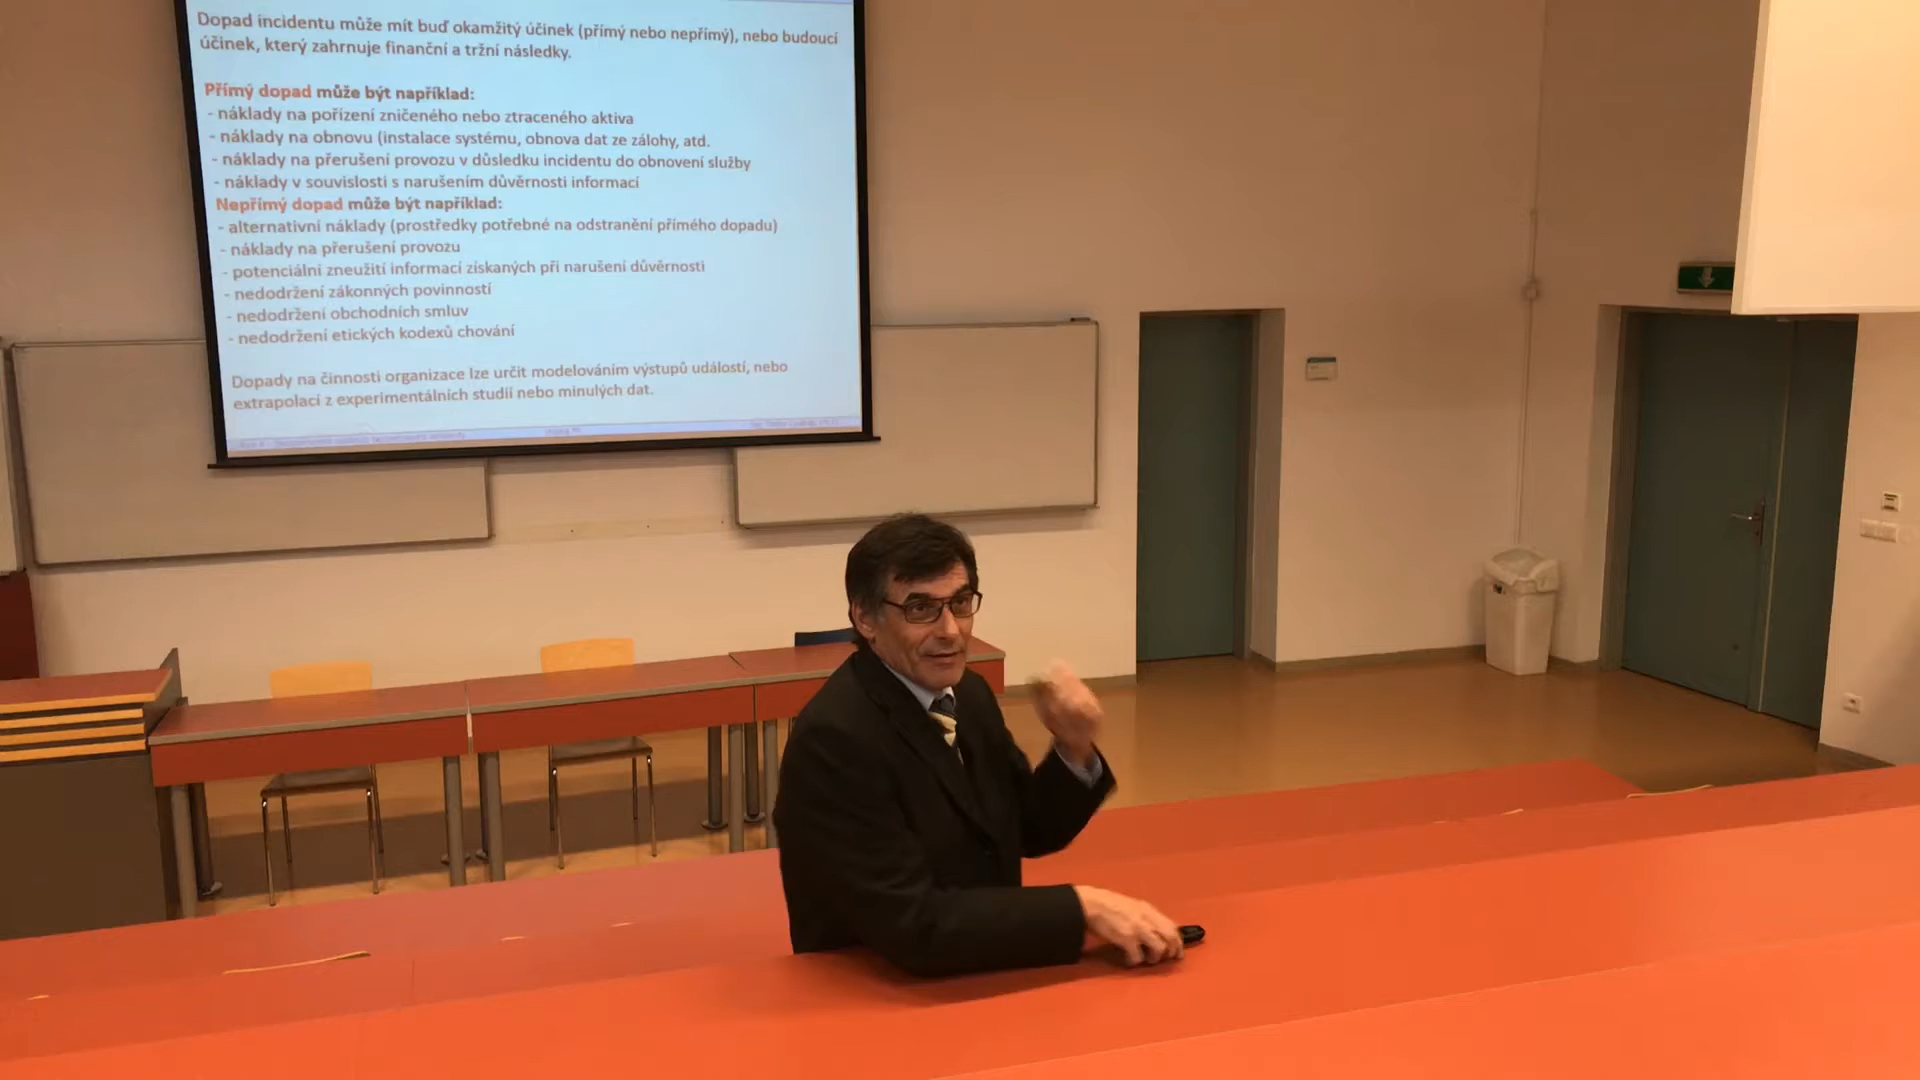 Dopad incidentu může mít buď okamžitý účinek (přímý nebo nepřímý), nebo budoucí
účinek, který zahrnuje finanční a tržní následky.
Přímý dopad může být například:
- náklady na pořízení zničeného nebo ztraceného aktiva
- náklady na obnovu (instalace systému, obnova dat ze zálohy, atd.
- náklady na přerušení provozu v důsledku incidentu do obnovení služby
- náklady v souvislosti s narušením důvěrnosti informací
Nepřímý dopad může být například:
- alternativní náklady (prostředky potřebné na odstranění přímého dopadu)
- náklady na přerušení provozu
- potenciální zneužití informací získaných při narušení důvěrnosti
- nedodržení zákonných povinností
- nedodržení obchodních smluv
- nedodržení etických kodexů chování
Dopady na činnosti organizace lze určit modelováním výstupů událostí, nebo
extrapolací z experimentálních studií nebo minulých dat.